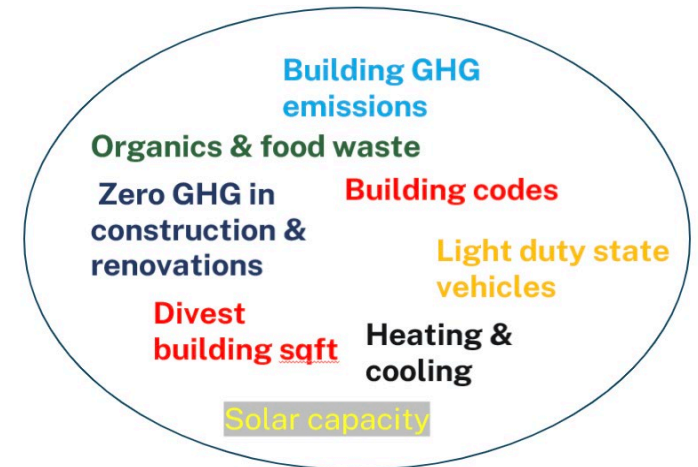 Building GHG
emissions
Organics & food waste
Zero GHG in
construction &
renovations
Building codes
Light duty state
vehicles
Divest
building sqft
Heating &
cooling
Solar capacity